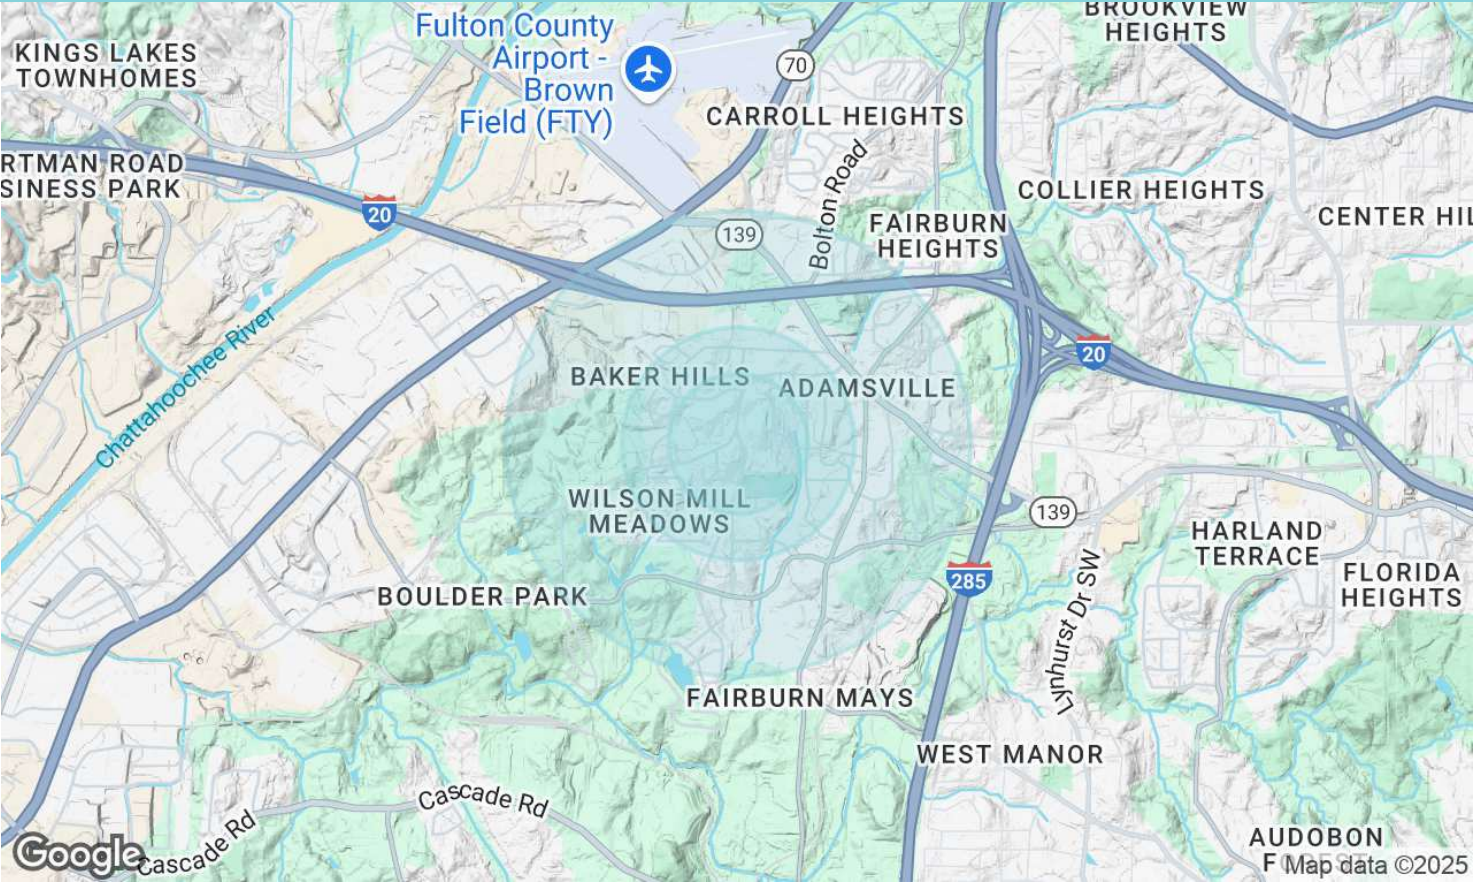 BROOKVIEW
HEIGHTS
Fulton County
Airport -
Brown
Field (FTY)
KINGS LAKES
TOWNHOMES
70
CARROLL HEIGHTS
RTMAN ROAD
SINESS PARK
20
Bolton Road
COLLIER HEIGHTS
CENTER HIL
139
FAIRBURN
HEIGHTS
Chattahoochee River
20
BAKER HILLS
ADAMSVILLE
WILSON MILL
MEADOWS
139
HARLAND
TERRACE
285
FLORIDA
HEIGHTS
BOULDER PARK
Lynhurst Dr SW
FAIRBURN MAYS
WEST MANOR
Cascade Rd
Cascade Rd
AUDOBON
Google
Map data ©2025